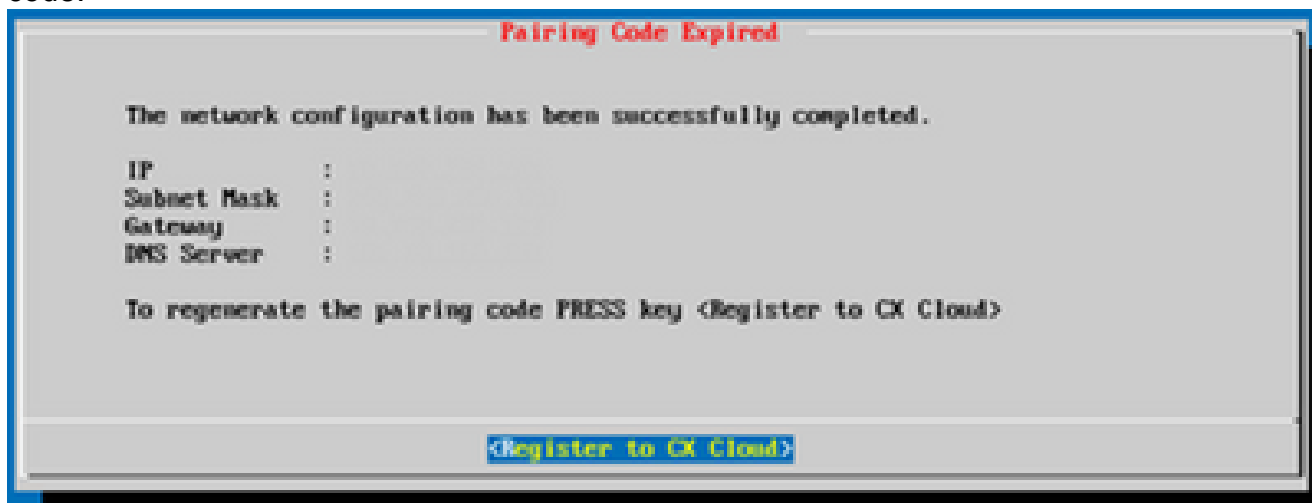 code.
Pairing Code Expired
The network configuration has been successfully completed.
IP :
Subnet Mask :
Gateway :
DNS Server :
To regenerate the pairing code PRESS key <Register to CX Cloud>
<Register to CX Cloud>